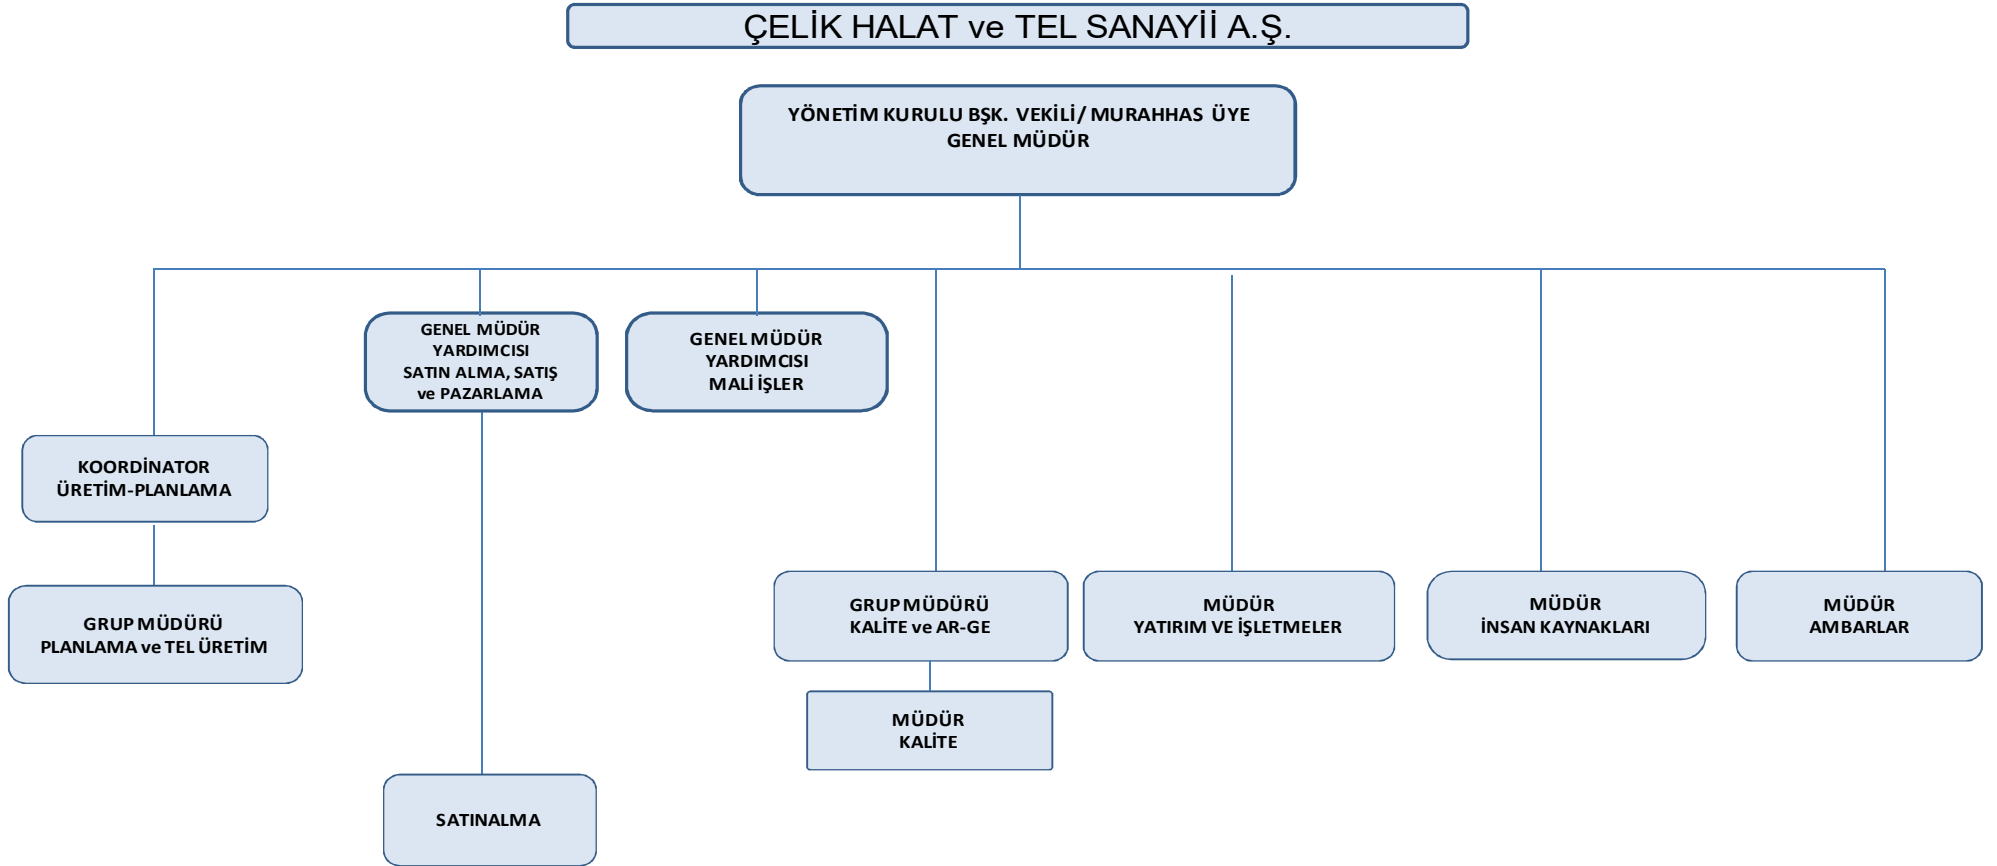 ÇELİK HALAT ve TEL SANAYİİ A.Ş.
YÖNETİM KURULU BŞK. VEKİLİ/ MURAHHAS ÜYE
GENEL MÜDÜR
GENEL MÜDÜR
YARDIMCISI
SATIN ALMA, SATIŞ
ve PAZARLAMA
GENEL MÜDÜR
YARDIMCISI
MALİ İŞLER
KOORDİNATOR
ÜRETİM-PLANLAMA
GRUP MÜDÜRÜ
PLANLAMA ve TEL ÜRETİM
GRUP MÜDÜRÜ
KALİTE ve AR-GE
MÜDÜR
YATIRIM VE İŞLETMELER
MÜDÜR
İNSAN KAYNAKLARI
MÜDÜR
AMBARLAR
MÜDÜR
KALİTE
SATINALMA